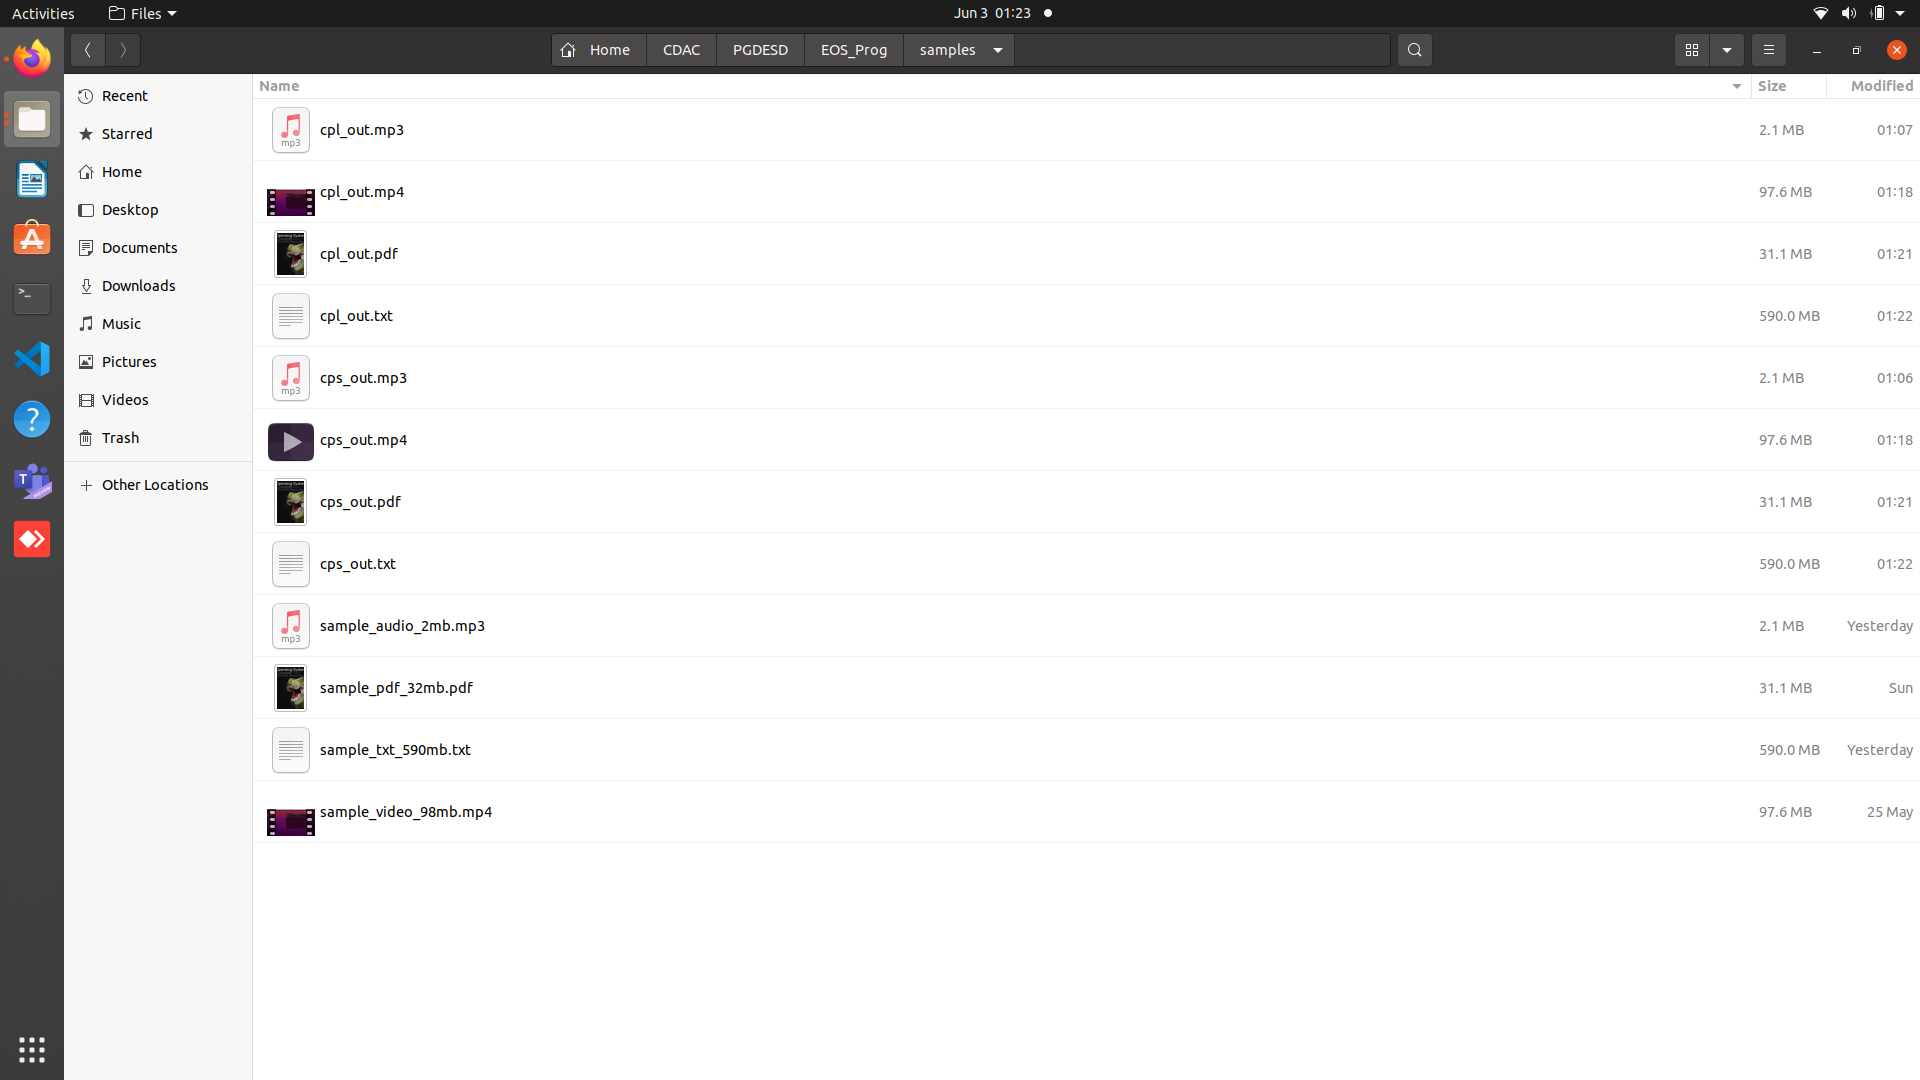 Activities Files Jun 3 01:23
Home CDAC PGDESD EOS_Prog samples
Name Size Modified
Recent
Starred
Home
Desktop
Documents
Downloads
Music
Pictures
Videos
Trash
Other Locations
mp3 cpl_out.mp3 2.1 MB 01:07
cpl_out.mp4 97.6 MB 01:18
cpl_out.pdf 31.1 MB 01:21
cpl_out.txt 590.0 MB 01:22
mp3 cps_out.mp3 2.1 MB 01:06
cps_out.mp4 97.6 MB 01:18
cps_out.pdf 31.1 MB 01:21
cps_out.txt 590.0 MB 01:22
mp3 sample_audio_2mb.mp3 2.1 MB Yesterday
sample_pdf_32mb.pdf 31.1 MB Sun
sample_txt_590mb.txt 590.0 MB Yesterday
sample_video_98mb.mp4 97.6 MB 25 May